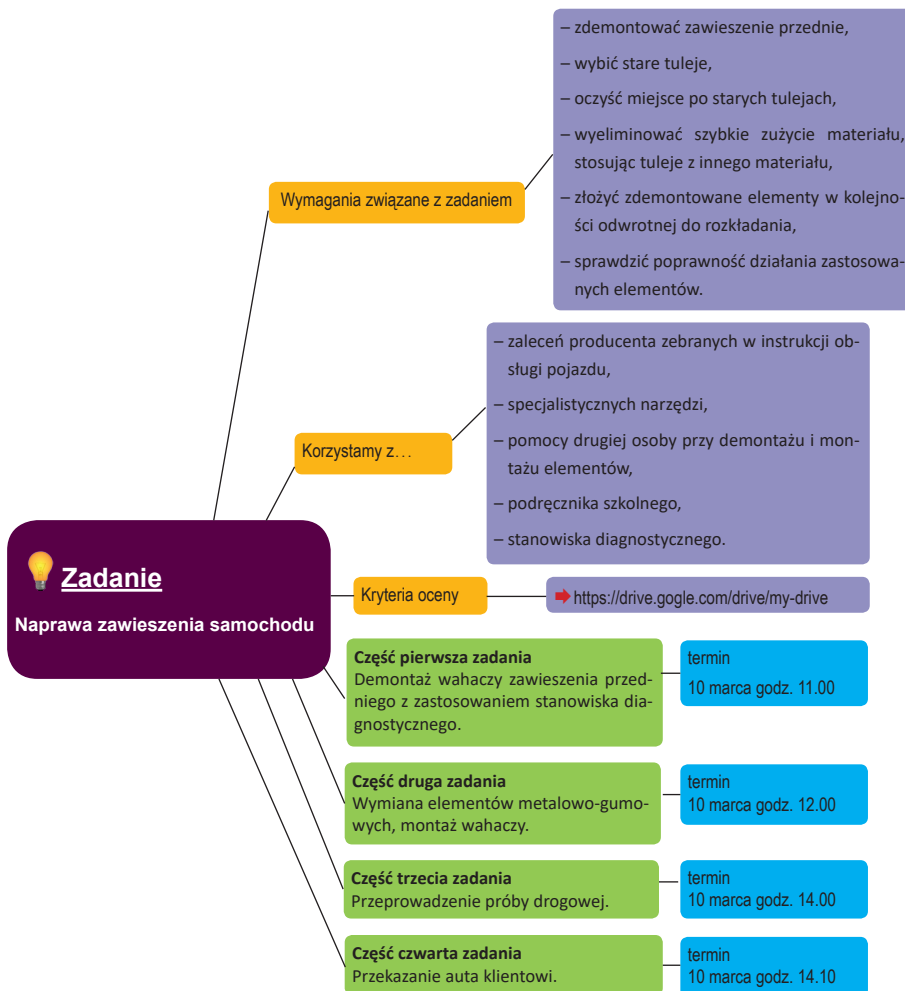 – zdemontować zawieszenie przednie,
– wybić stare tuleje,
– oczyść miejsce po starych tulejach,
– wyeliminować szybkie zużycie materiału,
stosując tuleje z innego materiału,
– złożyć zdemontowane elementy w kolejno-
ści odwrotnej do rozkładania,
– sprawdzić poprawność działania zastosowa-
nych elementów.
Wymagania związane z zadaniem
– zaleceń producenta zebranych w instrukcji ob-
sługi pojazdu,
– specjalistycznych narzędzi,
– pomocy drugiej osoby przy demontażu i mon-
tażu elementów,
– podręcznika szkolnego,
– stanowiska diagnostycznego.
Korzystamy z…
Zadanie
Naprawa zawieszenia samochodu
Kryteria oceny
https://drive.gogle.com/drive/my-drive
Część pierwsza zadania
Demontaż wahaczy zawieszenia przed-
niego z zastosowaniem stanowiska dia-
gnostycznego.
termin
10 marca godz. 11.00
Część druga zadania
Wymiana elementów metalowo-gumo-
wych, montaż wahaczy.
termin
10 marca godz. 12.00
Część trzecia zadania
Przeprowadzenie próby drogowej.
termin
10 marca godz. 14.00
Część czwarta zadania
Przekazanie auta klientowi.
termin
10 marca godz. 14.10